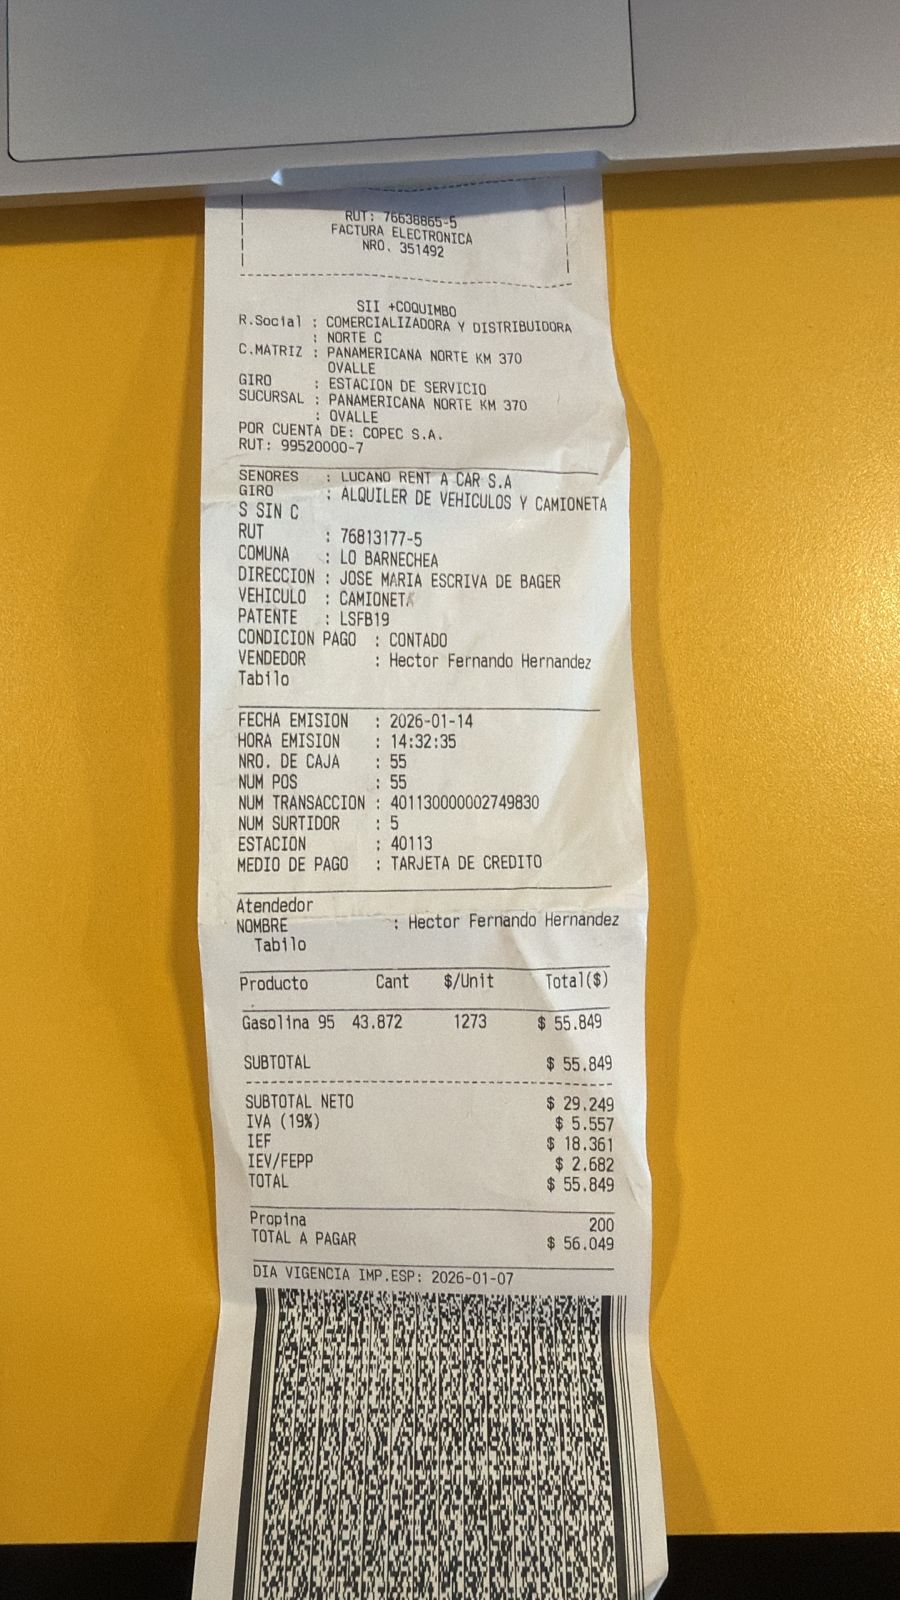 RUT: 76638865-5
FACTURA ELECTRONICA
NRO. 351492
SII +COQUIMBO
R.Social : COMERCIALIZADORA Y DISTRIBUIDORA
: NORTE C
C.MATRIZ : PANAMERICANA NORTE KM 370
OVALLE
GIRO : ESTACION DE SERVICIO
SUCURSAL : PANAMERICANA NORTE KM 370
: OVALLE
POR CUENTA DE: COPEC S.A.
RUT: 99520000-7
SENORES : LUCANO RENT A CAR S.A
GIRO : ALQUILER DE VEHICULOS Y CAMIONETA
S SIN C
RUT : 76813177-5
COMUNA : LO BARNECHEA
DIRECCION : JOSE MARIA ESCRIVA DE BAGER
VEHICULO : CAMIONETA
PATENTE : LSFB19
CONDICION PAGO : CONTADO
VENDEDOR : Hector Fernando Hernandez
Tabilo
FECHA EMISION : 2026-01-14
HORA EMISION : 14:32:35
NRO. DE CAJA : 55
NUM POS : 55
NUM TRANSACCION : 401130000002749830
NUM SURTIDOR : 5
ESTACION : 40113
MEDIO DE PAGO : TARJETA DE CREDITO
Atendedor
NOMBRE : Hector Fernando Hernandez
Tabilo
Producto Cant $/Unit Total($)
Gasolina 95 43.872 1273 $ 55.849
SUBTOTAL $ 55.849
SUBTOTAL NETO $ 29.249
IVA (19%) $ 5.557
IEF $ 18.361
IEV/FEPP $ 2.682
TOTAL $ 55.849
Propina 200
TOTAL A PAGAR $ 56.049
DIA VIGENCIA IMP.ESP: 2026-01-07